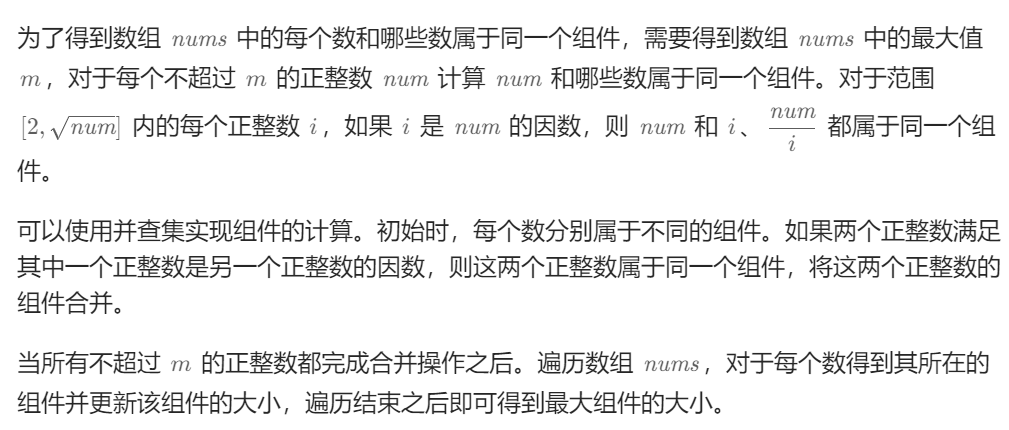 为了得到数组 nums 中的每个数和哪些数属于同一个组件，需要得到数组 nums 中的最大值
m，对于每个不超过 m 的正整数 num 计算 num 和哪些数属于同一个组件。对于范围
[2, √num] 内的每个正整数 i，如果 i 是 num 的因数，则 num 和 i、num/i 都属于同一个组
件。
可以使用并查集实现组件的计算。初始时，每个数分别属于不同的组件。如果两个正整数满足
其中一个正整数是另一个正整数的因数，则这两个正整数属于同一个组件，将这两个正整数的
组件合并。
当所有不超过 m 的正整数都完成合并操作之后。遍历数组 nums，对于每个数得到其所在的
组件并更新该组件的大小，遍历结束之后即可得到最大组件的大小。